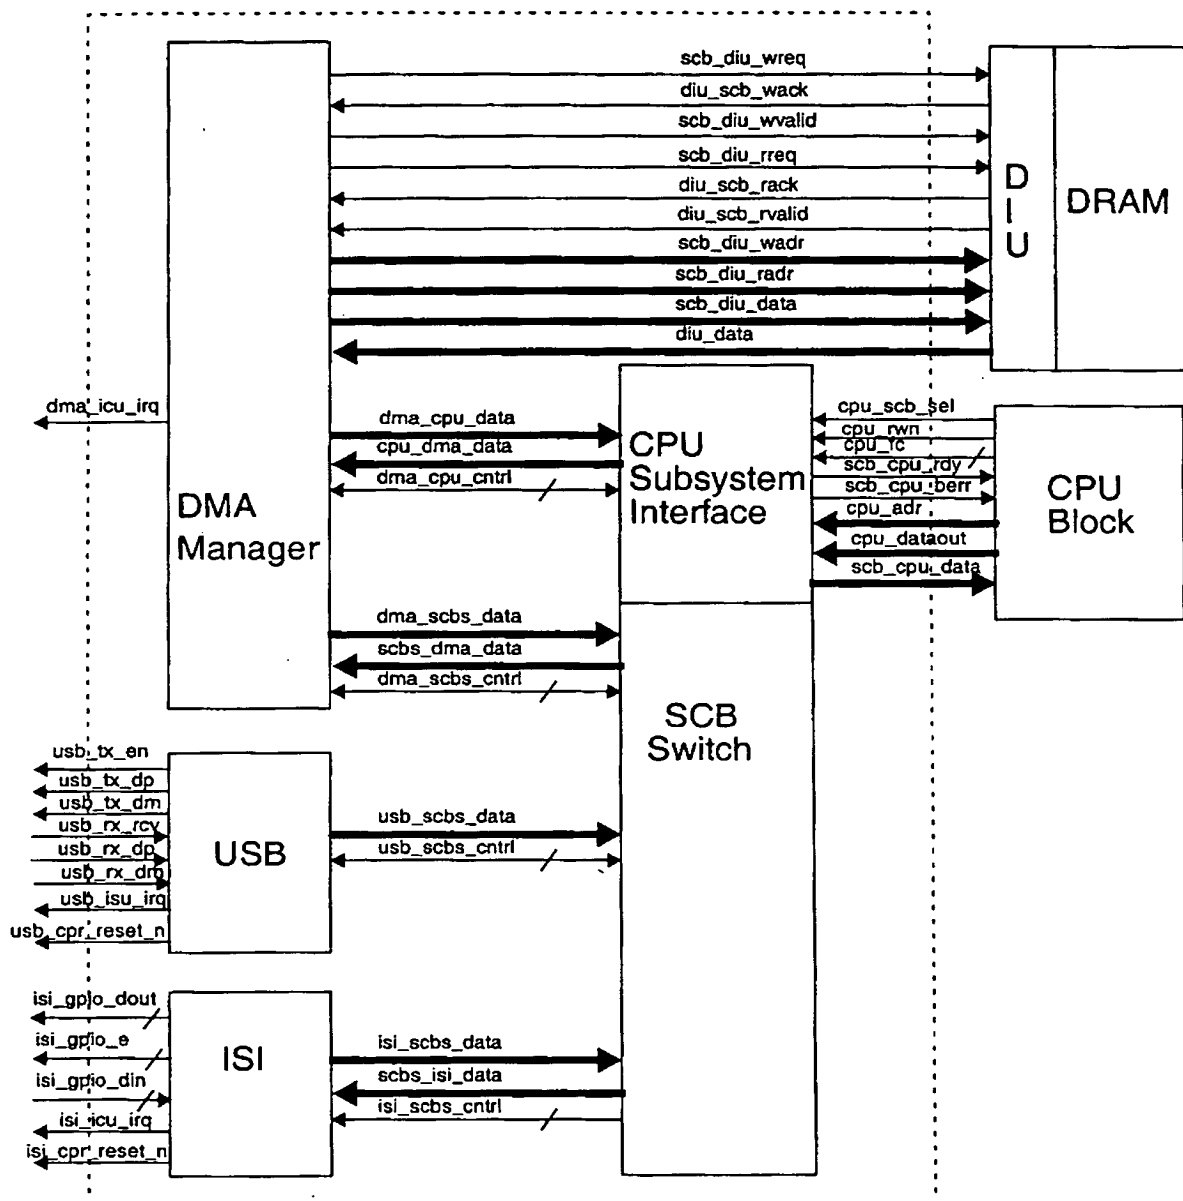 scb_diu_wreq
diu_scb_wack
scb_diu_wvalid
scb_diu_rreq
diu_scb_rack
diu_scb_rvalid
scb_diu_wadr
scb_diu_radr
scb_diu_data
diu_data
D
I
U
DRAM
dma_icu_irq
DMA
Manager
dma_cpu_data
cpu_dma_data
dma_cpu_cntrl
CPU
Subsystem
Interface
cpu_scb_sel
cpu_rwn
cpu_fc
scb_cpu_rdy
scb_cpu_berr
cpu_adr
cpu_dataout
scb_cpu_data
CPU
Block
dma_scbs_data
scbs_dma_data
dma_scbs_cntrl
SCB
Switch
usb_tx_en
usb_tx_dp
usb_tx_dm
usb_rx_rcv
usb_rx_dp
usb_rx_dm
usb_isu_irq
usb_cpr_reset_n
USB
usb_scbs_data
usb_scbs_cntrl
isi_gpio_dout
isi_gpio_e
isi_gpio_din
isi_icu_irq
isi_cpr_reset_n
ISI
isi_scbs_data
scbs_isi_data
isi_scbs_cntrl